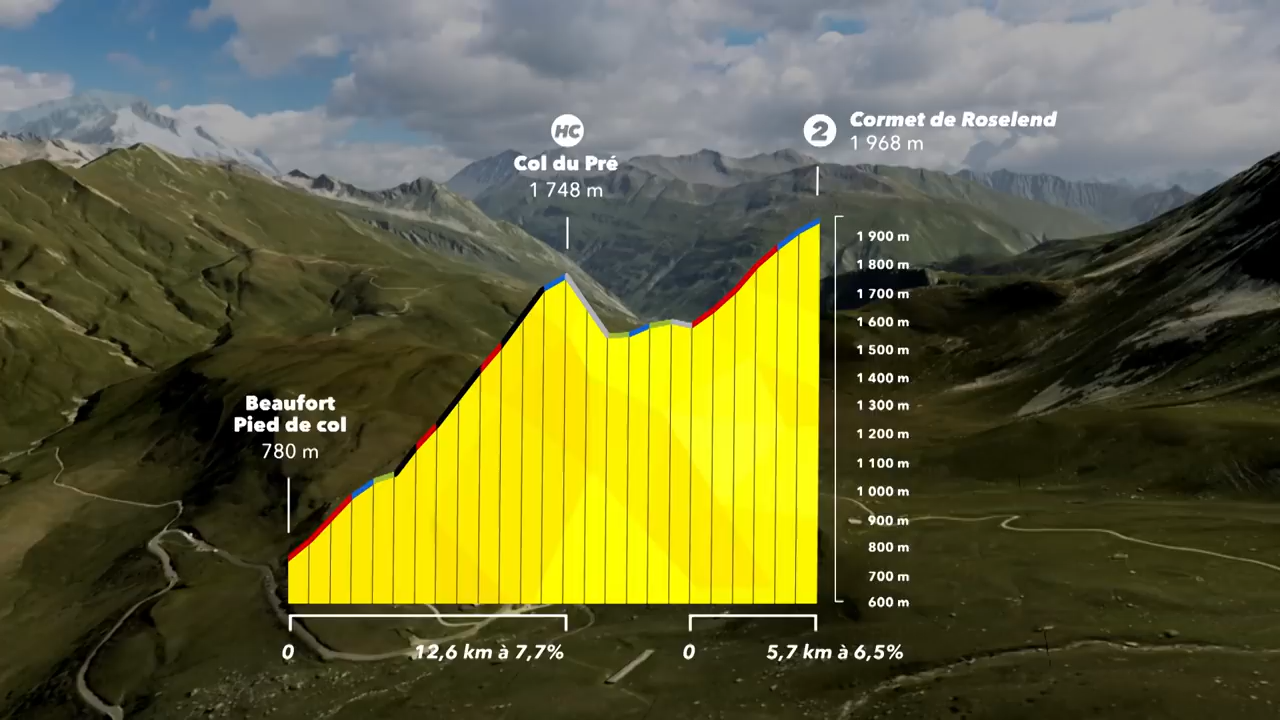 HC
Col du Pré
1 748 m
2
Cormet de Roselend
1 968 m
Beaufort
Pied de col
780 m
1 900 m
1 800 m
1 700 m
1 600 m
1 500 m
1 400 m
1 300 m
1 200 m
1 100 m
1 000 m
900 m
800 m
700 m
600 m
0
12,6 km à 7,7%
0
5,7 km à 6,5%